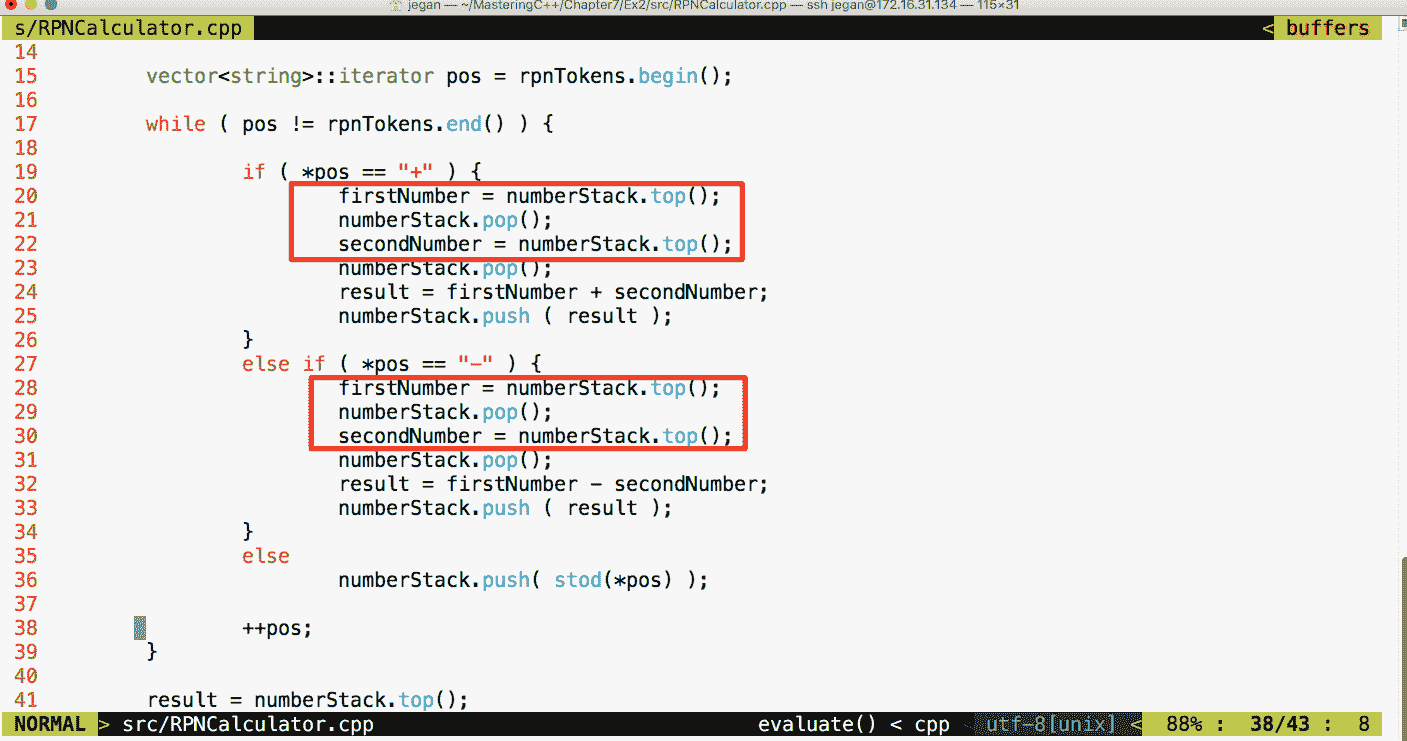 jegan — ~/MasteringC++/Chapter7/Ex2/src/RPNCalculator.cpp — ssh jegan@172.16.31.134 — 115×31
s/RPNCalculator.cpp < buffers
14
15 vector<string>::iterator pos = rpnTokens.begin();
16
17 while ( pos != rpnTokens.end() ) {
18
19 if ( *pos == "+" ) {
20 firstNumber = numberStack.top();
21 numberStack.pop();
22 secondNumber = numberStack.top();
23 numberStack.pop();
24 result = firstNumber + secondNumber;
25 numberStack.push ( result );
26 }
27 else if ( *pos == "-" ) {
28 firstNumber = numberStack.top();
29 numberStack.pop();
30 secondNumber = numberStack.top();
31 numberStack.pop();
32 result = firstNumber - secondNumber;
33 numberStack.push ( result );
34 }
35 else
36 numberStack.push( stod(*pos) );
37
38 ++pos;
39 }
40
41 result = numberStack.top();
NORMAL > src/RPNCalculator.cpp evaluate() < cpp utf-8[unix] < 88% : 38/43 : 8